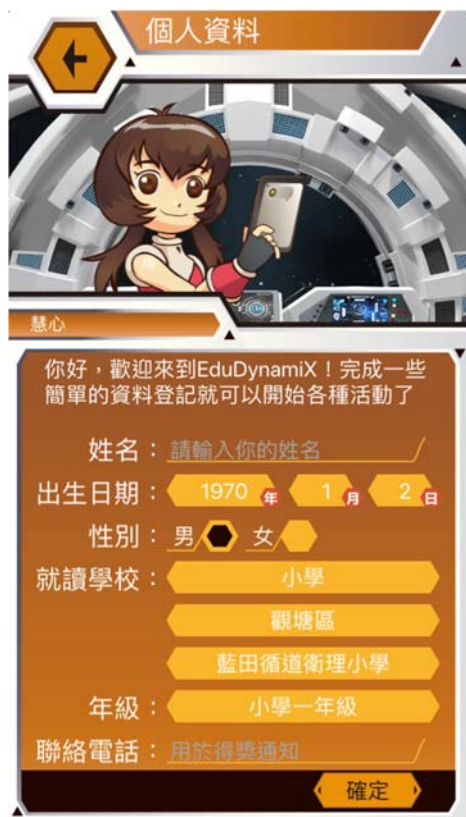 個人資料
慧心
你好，歡迎來到EduDynamiX！完成一些
簡單的資料登記就可以開始各種活動了
姓名：請輸入你的姓名
出生日期：1970 年 1 月 2 日
性別：男 女
就讀學校：小學
觀塘區
藍田循道衛理小學
年級：小學一年級
聯絡電話：用於得獎通知
確定